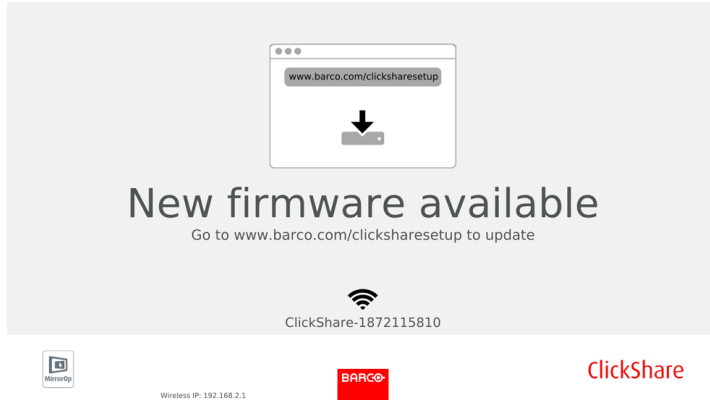 www.barco.com/clicksharesetup
New firmware available
Go to www.barco.com/clicksharesetup to update
ClickShare-1872115810
MirrorOp
Wireless IP: 192.168.2.1
BARCO
ClickShare